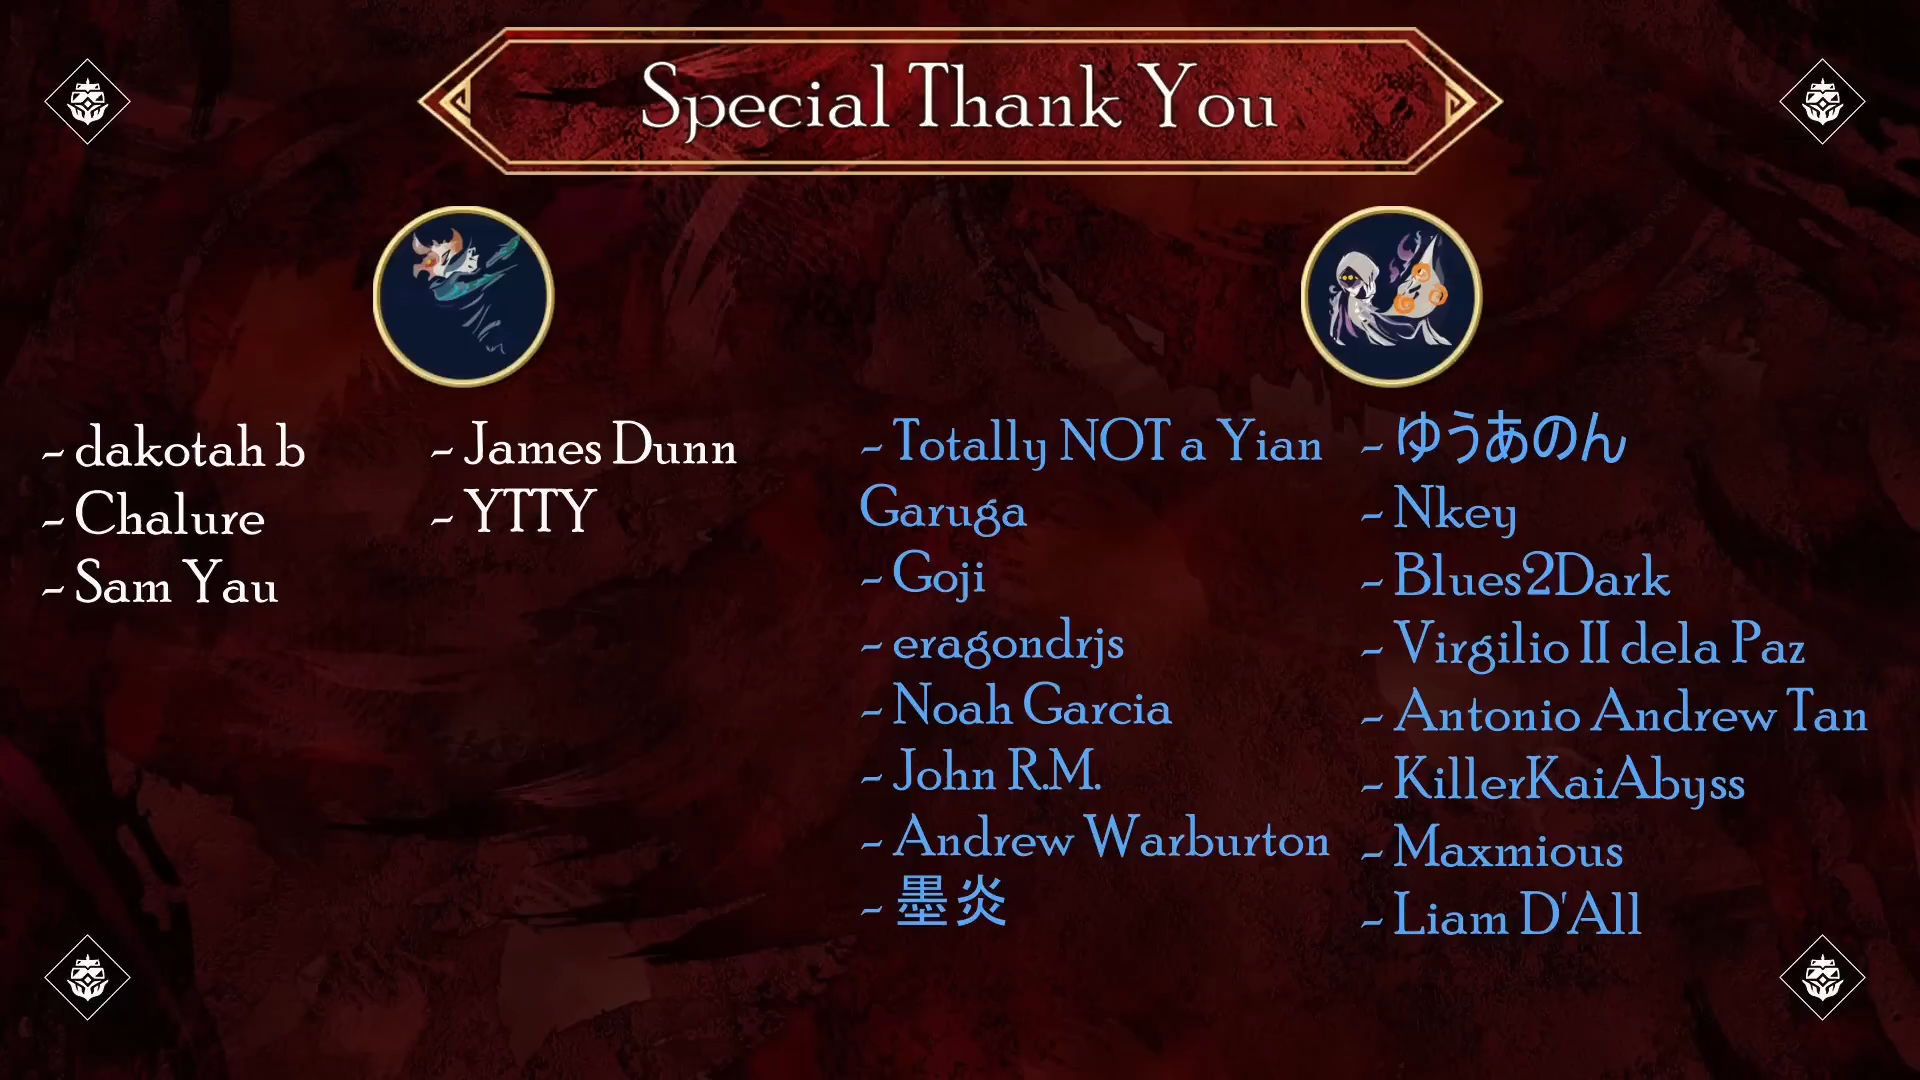 Special Thank You
- dakotah b
- Chalure
- Sam Yau
- James Dunn
- YTTY
- Totally NOT a Yian
Garuga
- Goji
- eragondrjs
- Noah Garcia
- John R.M.
- Andrew Warburton
- 墨炎
- ゆうあのん
- Nkey
- Blues2Dark
- Virgilio II dela Paz
- Antonio Andrew Tan
- KillerKaiAbyss
- Maxmious
- Liam D'All